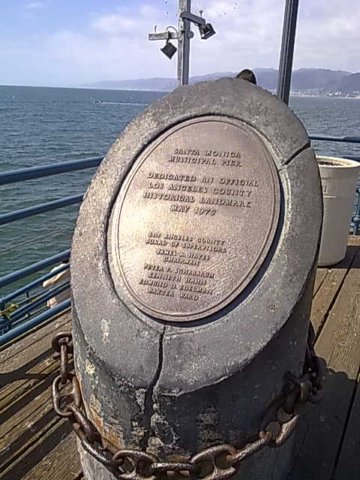 SANTA MONICA
MUNICIPAL PIER
DEDICATED AN OFFICIAL
LOS ANGELES COUNTY
HISTORICAL LANDMARK
MAY 1975
LOS ANGELES COUNTY
BOARD OF SUPERVISORS
JAMES A. HAYES
CHAIRMAN
PETER F. SCHABARUM
KENNETH HAHN
EDMUND D. EDELMAN
BAXTER WARD